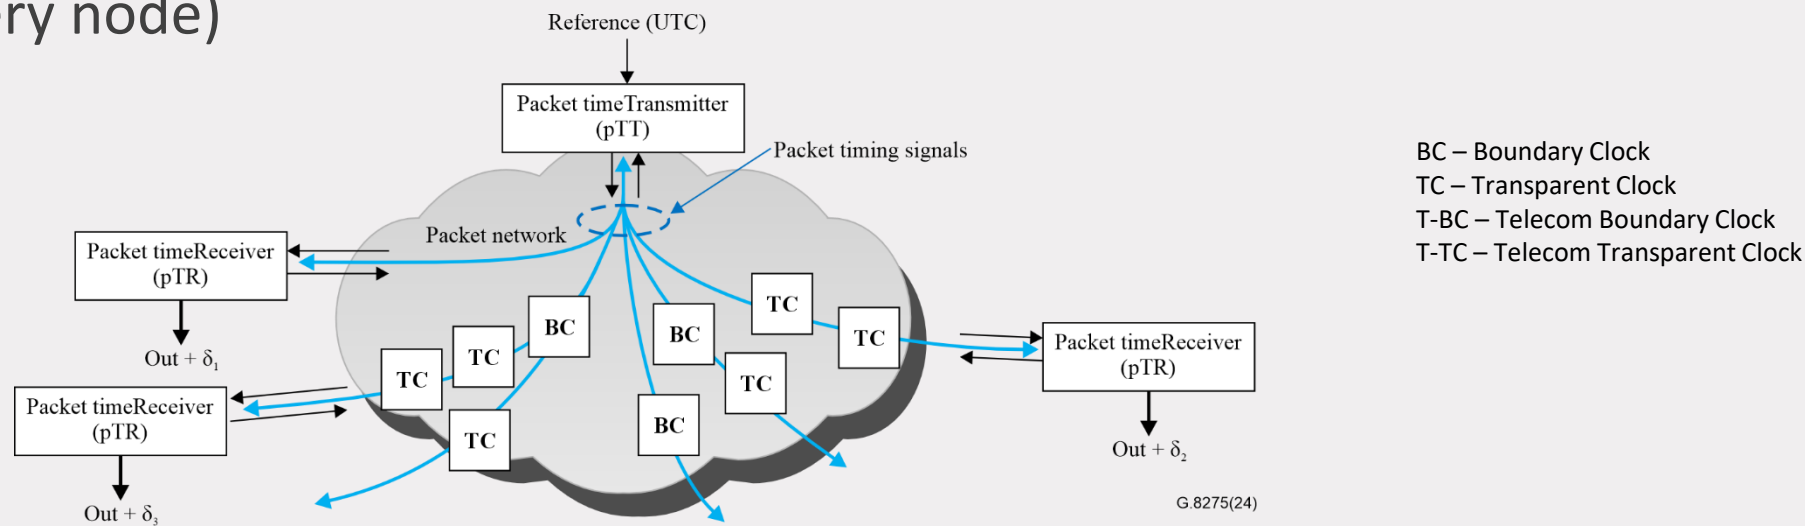 ery node)
Reference (UTC)
Packet timeTransmitter
(pTT)
Packet timing signals
Packet network
Packet timeReceiver
(pTR)
Out + δ₁
BC
TC
TC
TC
BC
TC
BC
TC
TC
Packet timeReceiver
(pTR)
Out + δ₃
Packet timeReceiver
(pTR)
Out + δ₂
G.8275(24)
BC – Boundary Clock
TC – Transparent Clock
T-BC – Telecom Boundary Clock
T-TC – Telecom Transparent Clock